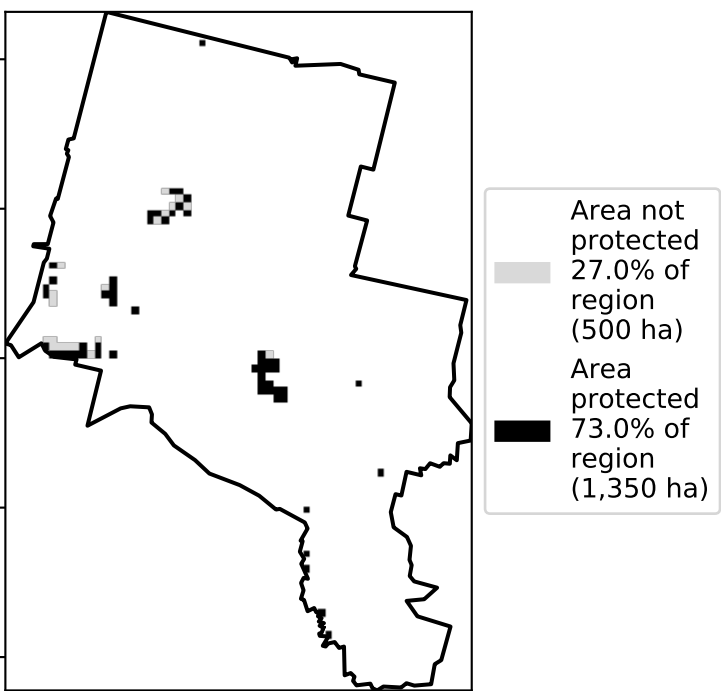 Area not
protected
27.0% of
region
(500 ha)
Area
protected
73.0% of
region
(1,350 ha)